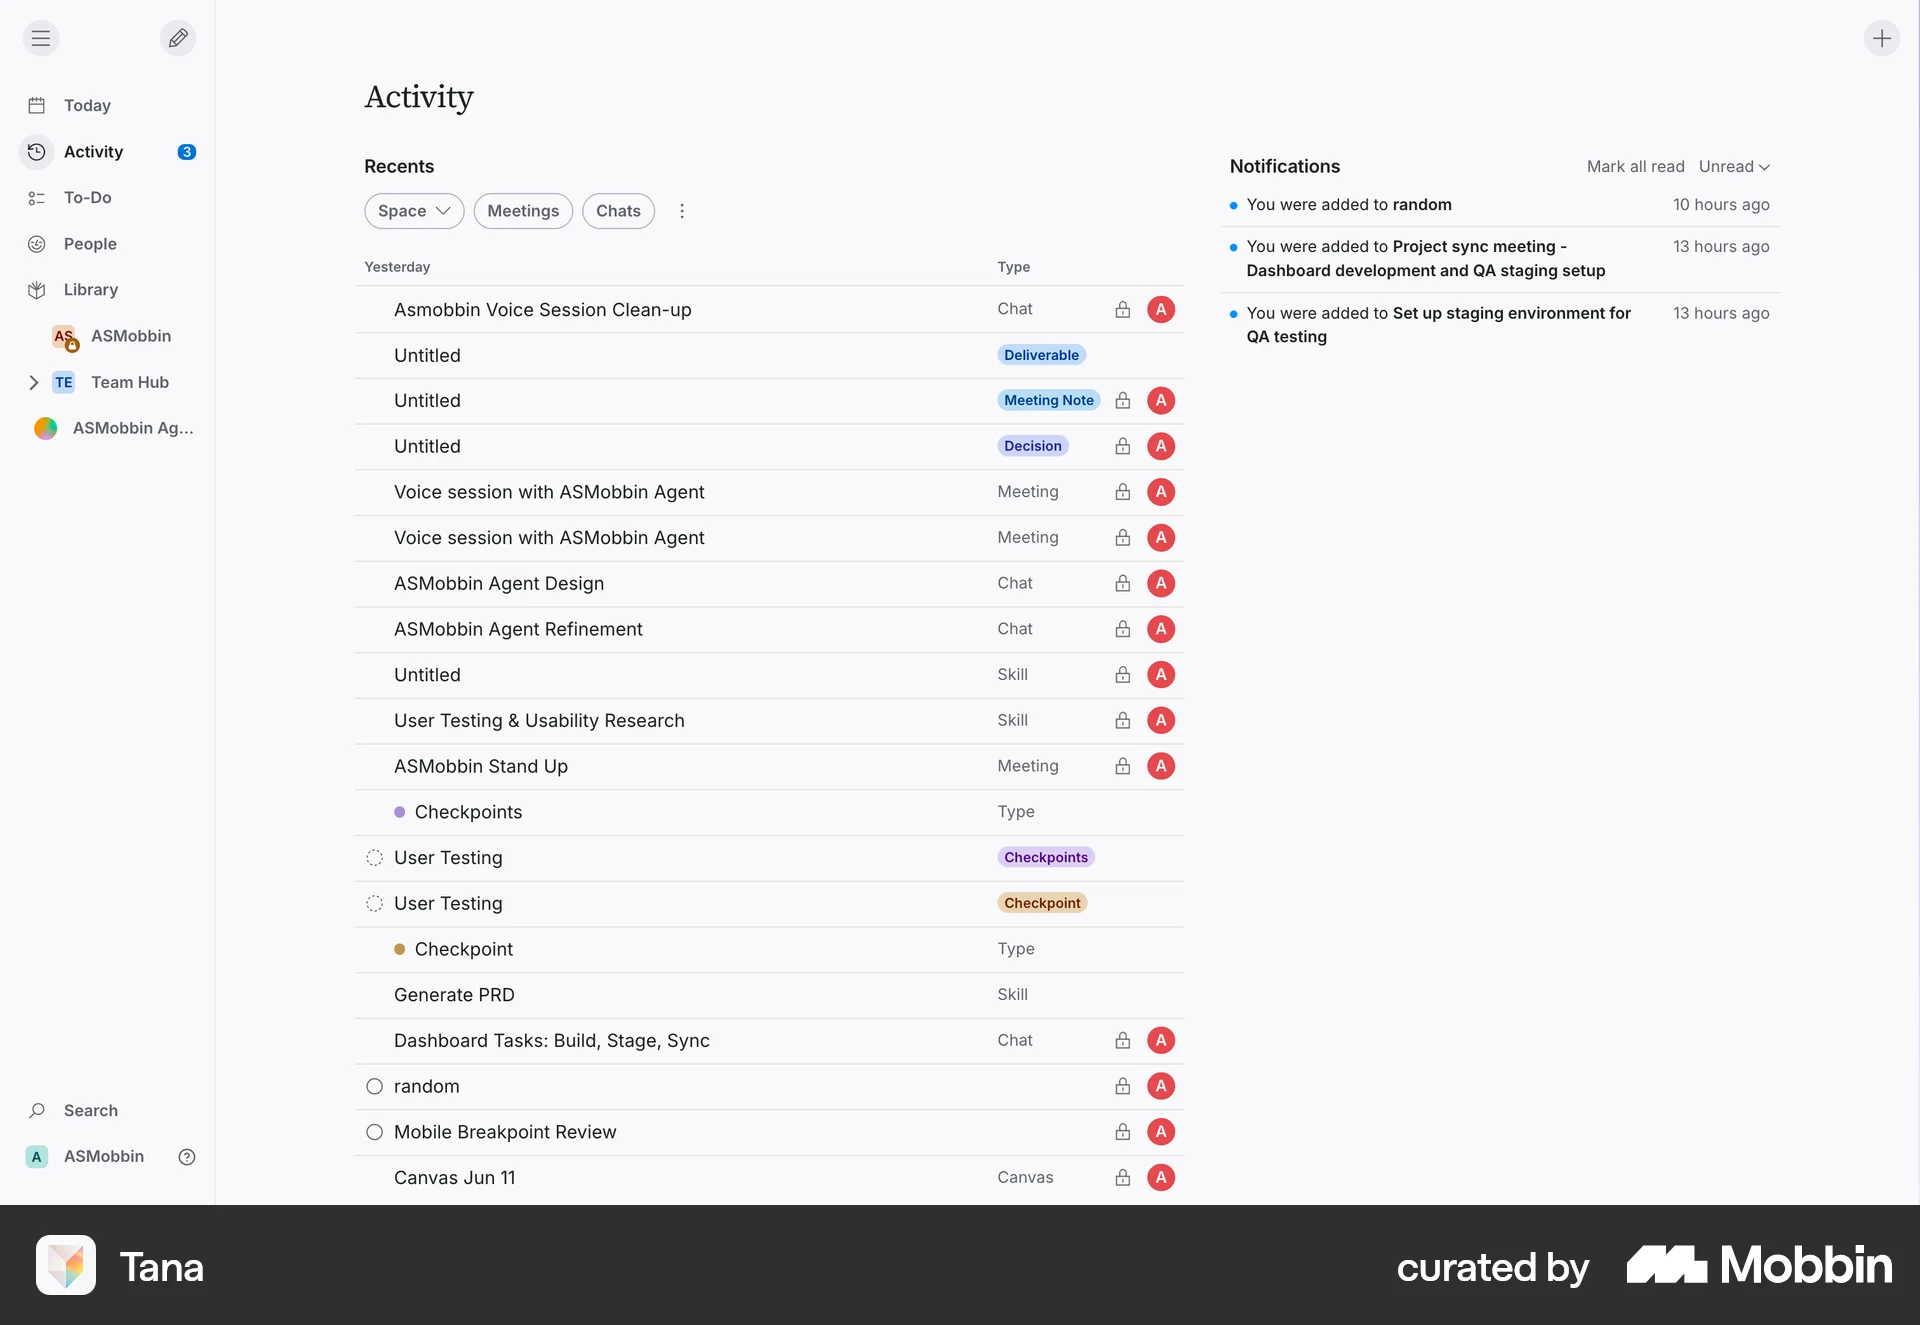 Today
Activity 3
To-Do
People
Library
AS ASMobbin
TE Team Hub
ASMobbin Ag...
Search
A ASMobbin ?
Activity
Recents
Space Meetings Chats
Yesterday Type
Asmobbin Voice Session Clean-up Chat A
Untitled Deliverable
Untitled Meeting Note A
Untitled Decision A
Voice session with ASMobbin Agent Meeting A
Voice session with ASMobbin Agent Meeting A
ASMobbin Agent Design Chat A
ASMobbin Agent Refinement Chat A
Untitled Skill A
User Testing & Usability Research Skill A
ASMobbin Stand Up Meeting A
Checkpoints Type
User Testing Checkpoints
User Testing Checkpoint
Checkpoint Type
Generate PRD Skill
Dashboard Tasks: Build, Stage, Sync Chat A
random A
Mobile Breakpoint Review A
Canvas Jun 11 Canvas A
Notifications Mark all read Unread
You were added to random 10 hours ago
You were added to Project sync meeting - 13 hours ago
Dashboard development and QA staging setup
You were added to Set up staging environment for 13 hours ago
QA testing
Tana
curated by Mobbin